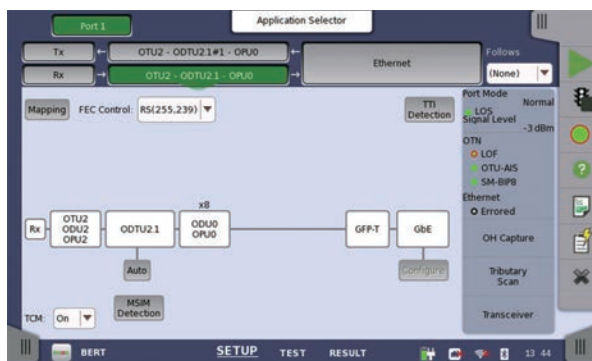 Port 1
Application Selector
Tx
OTU2 - ODTU2.1#1 - OPU0
Ethernet
Follows
Rx
OTU2 - ODTU2.1 - OPU0
(None)
Mapping
FEC Control:
RS(255,239)
TTI
Detection
Port Mode
Normal
LOS
Signal Level
-3 dBm
OTN
LOF
OTU-AIS
SM-BIP8
Ethernet
Errored
x8
Rx
OTU2
ODU2
OPU2
ODTU2.1
ODU0
OPU0
GFP-T
GbE
Auto
Configure
OH Capture
Tributary
Scan
TCM:
On
MSIM
Detection
Transceiver
BERT
SETUP
TEST
RESULT
13 44